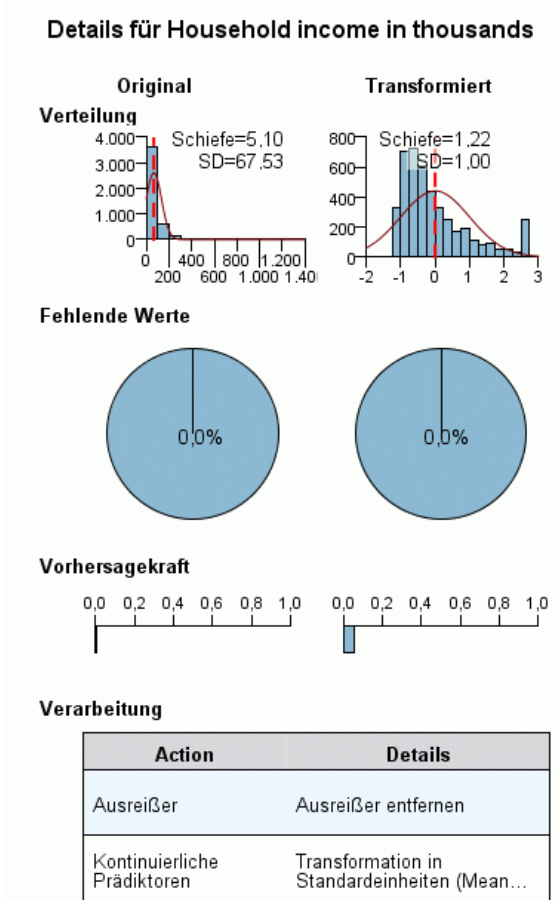 Details für Household income in thousands
Original
Transformiert
Verteilung
Schiefe=5,10
SD=67,53
4.000
3.000
2.000
1.000
0
0 400 800 1.200
200 600 1.000 1.40
Schiefe=1,22
SD=1,00
800
600
400
200
0
-2 -1 0 1 2 3
Fehlende Werte
0,0%
0,0%
Vorhersagekraft
0,0 0,2 0,4 0,6 0,8 1,0
0,0 0,2 0,4 0,6 0,8 1,0
Verarbeitung
Action Details
Ausreißer Ausreißer entfernen
Kontinuierliche Transformation in
Prädiktoren Standardeinheiten (Mean...